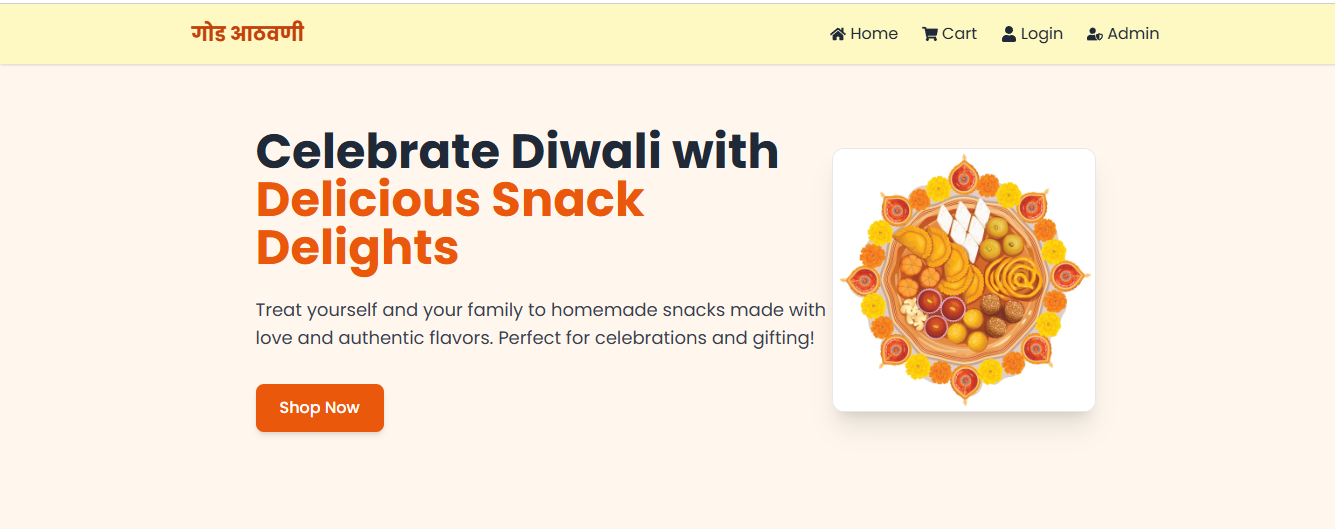 गोड आठवणी
Home Cart Login Admin
Celebrate Diwali with
Delicious Snack
Delights
Treat yourself and your family to homemade snacks made with
love and authentic flavors. Perfect for celebrations and gifting!
Shop Now